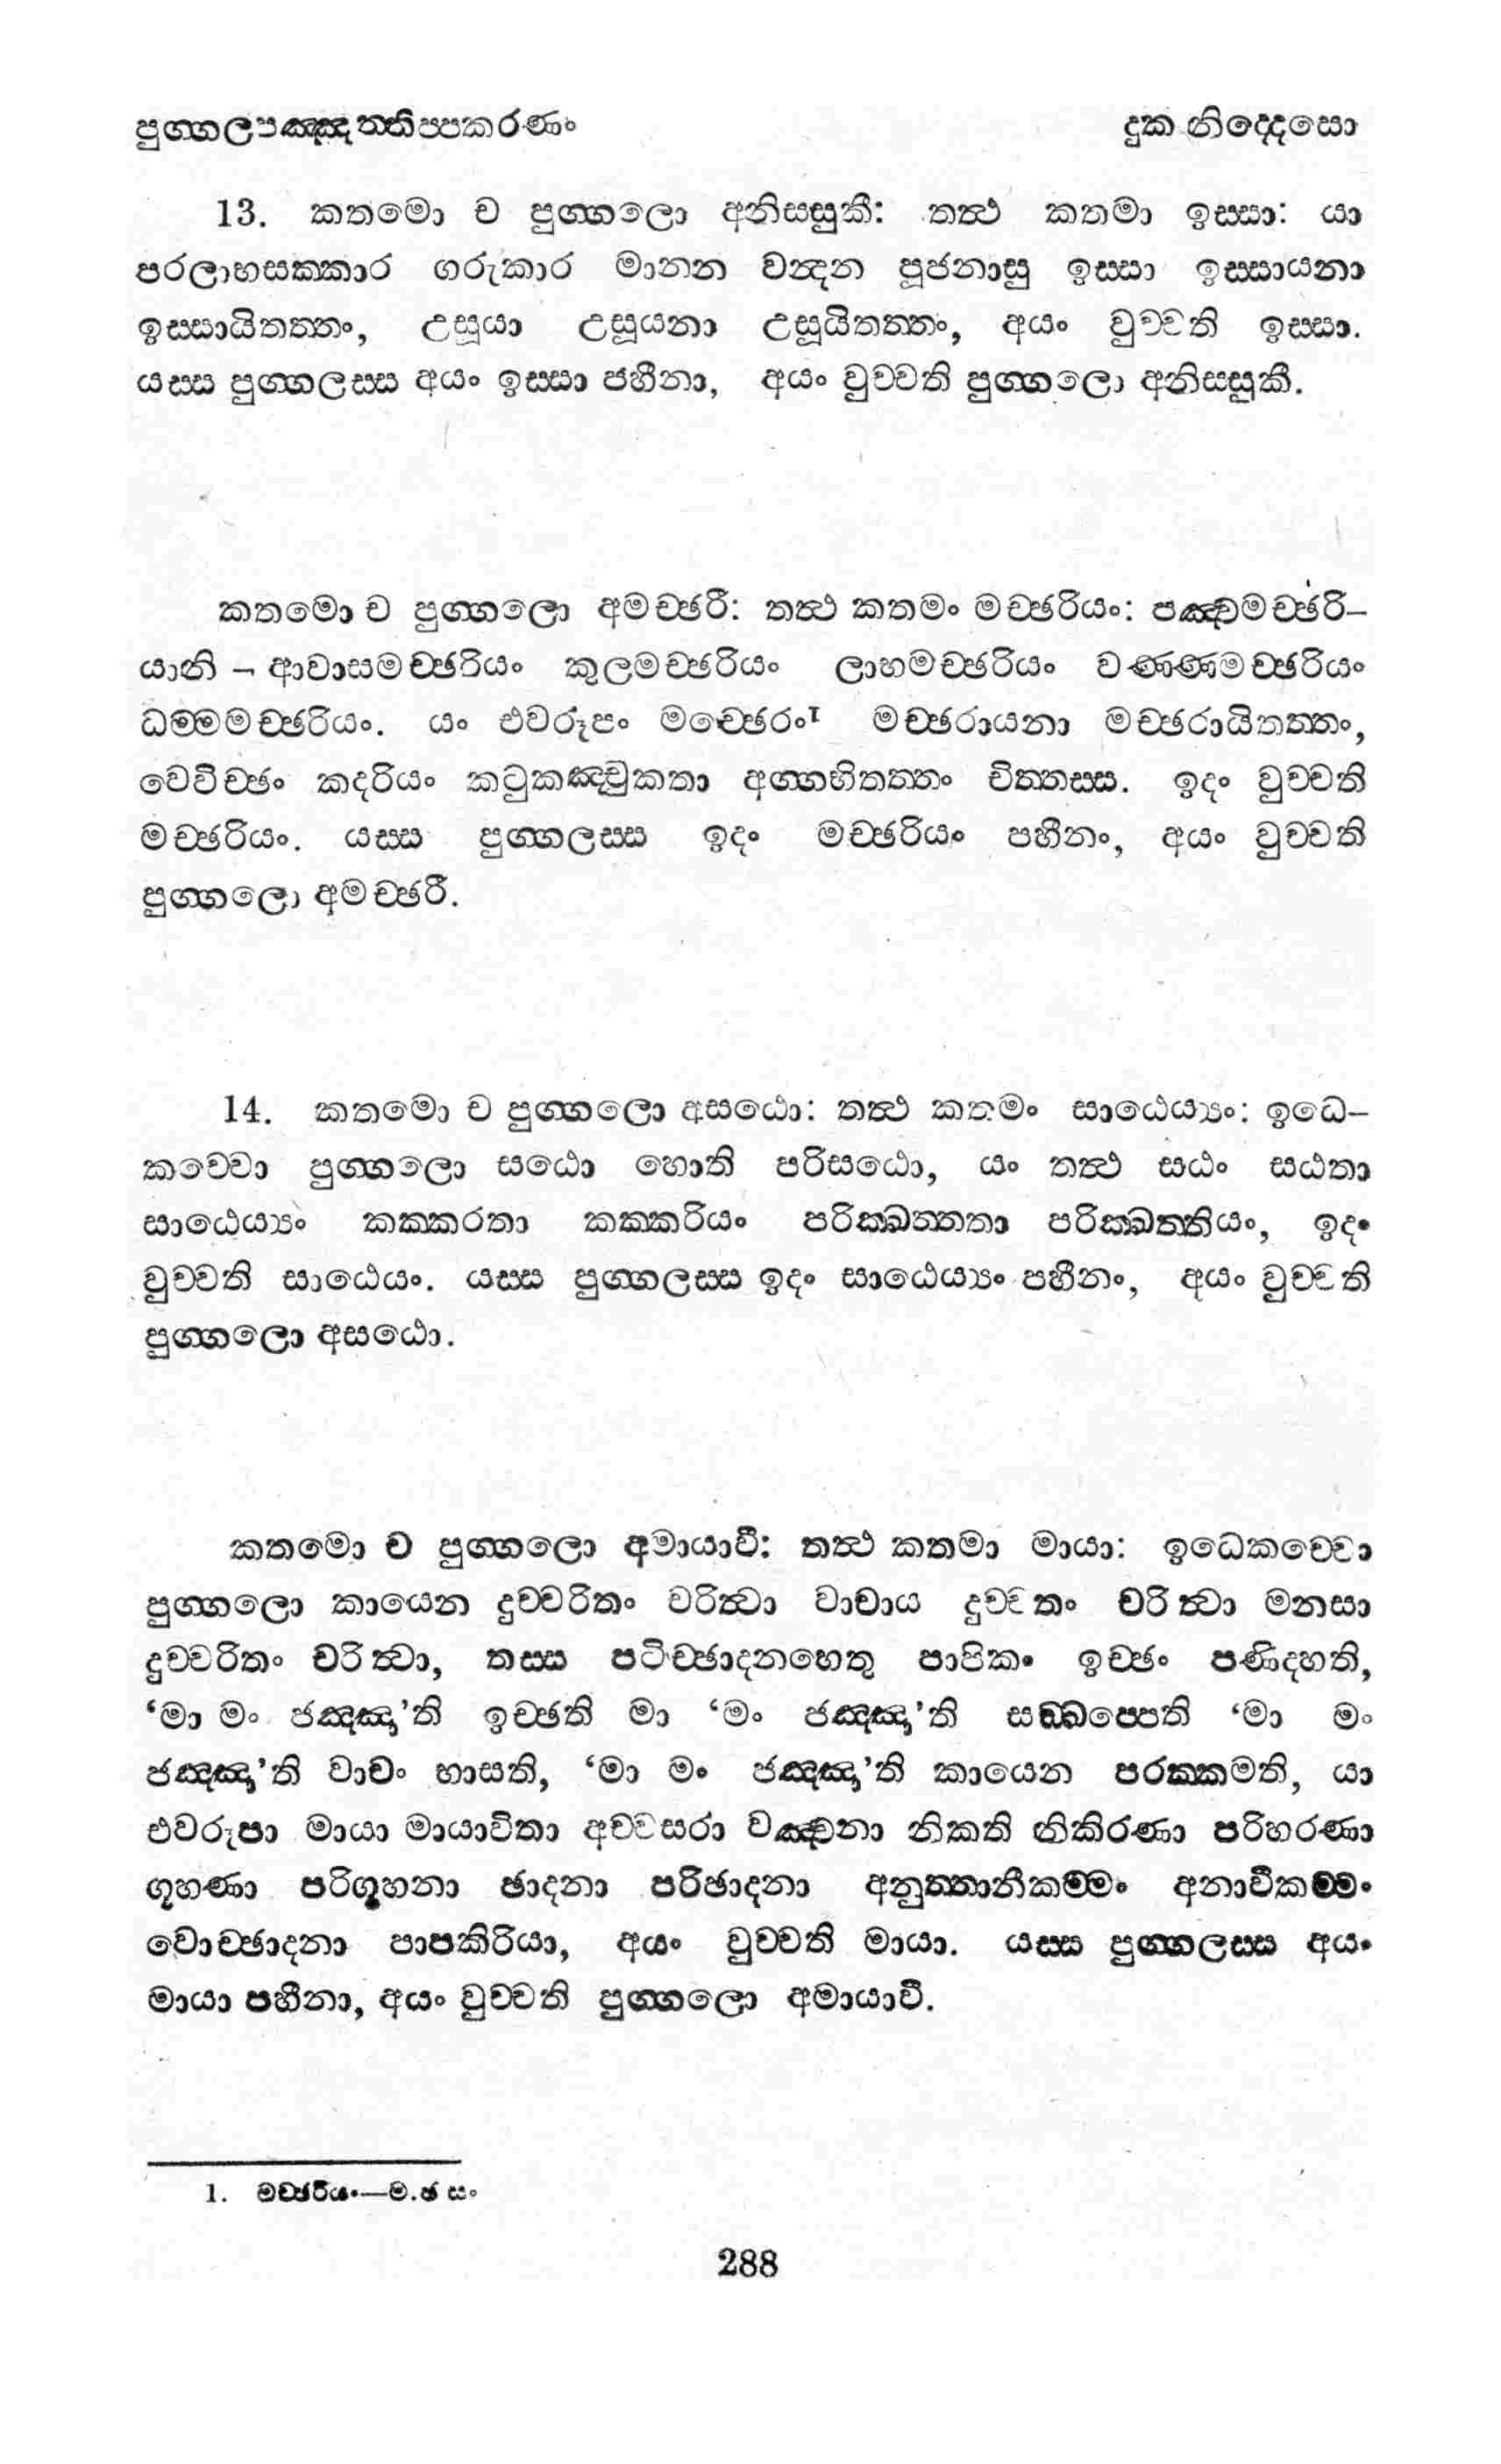 පුග්ගලපඤ්ඤත්තිප්පකරණං දුක නිද්දෙසො
13. කතමො ච පුග්ගලො අනිස්සුකී: තත්ථ කතමා ඉස්සා: යා
පරලාභසක්කාර ගරුකාර මානන වන්දන පූජනාසු ඉස්සා ඉස්සායනා
ඉස්සායිතත්තං, උසූයා උසූයනා උසූයිතත්තං, අයං වුච්චති ඉස්සා.
යස්ස පුග්ගලස්ස අයං ඉස්සා පහීනා, අයං වුච්චති පුග්ගලො අනිස්සුකී.
කතමො ච පුග්ගලො අමච්ඡරී: තත්ථ කතමං මච්ඡරියං: පඤ්චමච්ඡරි–
යානි – ආවාසමච්ඡරියං කුලමච්ඡරියං ලාභමච්ඡරියං වණ්ණමච්ඡරියං
ධම්මමච්ඡරියං. යං එවරූපං මච්ඡෙරං¹ මච්ඡරායනා මච්ඡරායිතත්තං,
වෙවිච්ඡං කදරියං කටුකඤ්චුකතා අග්ගහිතත්තං චිත්තස්ස. ඉදං වුච්චති
මච්ඡරියං. යස්ස පුග්ගලස්ස ඉදං මච්ඡරියං පහීනං, අයං වුච්චති
පුග්ගලො අමච්ඡරී.
14. කතමො ච පුග්ගලො අසඨො: තත්ථ කතමං සාඨෙය්‍යං: ඉධෙ–
කච්චො පුග්ගලො සඨො හොති පරිසඨො, යං තත්ථ සඨං සඨතා
සාඨෙය්‍යං කක්කරතා කක්කරියං පරික්ඛත්තතා පරික්ඛත්තියං, ඉදං
වුච්චති සාඨෙයං. යස්ස පුග්ගලස්ස ඉදං සාඨෙය්‍යං පහීනං, අයං වුච්චති
පුග්ගලො අසඨො.
කතමො ච පුග්ගලො අමායාවී: තත්ථ කතමා මායා: ඉධෙකච්චො
පුග්ගලො කායෙන දුච්චරිතං චරිත්වා වාචාය දුච්චතං චරිත්වා මනසා
දුච්චරිතං චරිත්වා, තස්ස පටිච්ඡාදනහෙතු පාපිකං ඉච්ඡං පණිදහති,
‘මා මං ජඤ්ඤා’ති ඉච්ඡති මා ‘මං ජඤ්ඤා’ති සඞ්කප්පෙති ‘මා මං
ජඤ්ඤා’ති වාචං භාසති, ‘මා මං ජඤ්ඤා’ති කායෙන පරක්කමති, යා
එවරූපා මායා මායාවිතා අච්චසරා වඤ්චනා නිකති නිකිරණා පරිහරණා
ගූහණා පරිගූහනා ඡාදනා පරිඡාදනා අනුත්තානීකම්මං අනාවීකම්මං
වොච්ඡාදනා පාපකිරියා, අයං වුච්චති මායා. යස්ස පුග්ගලස්ස අයං
මායා පහීනා, අයං වුච්චති පුග්ගලො අමායාවී.
1. මච්ඡරියං—ම.ඡ සං
288